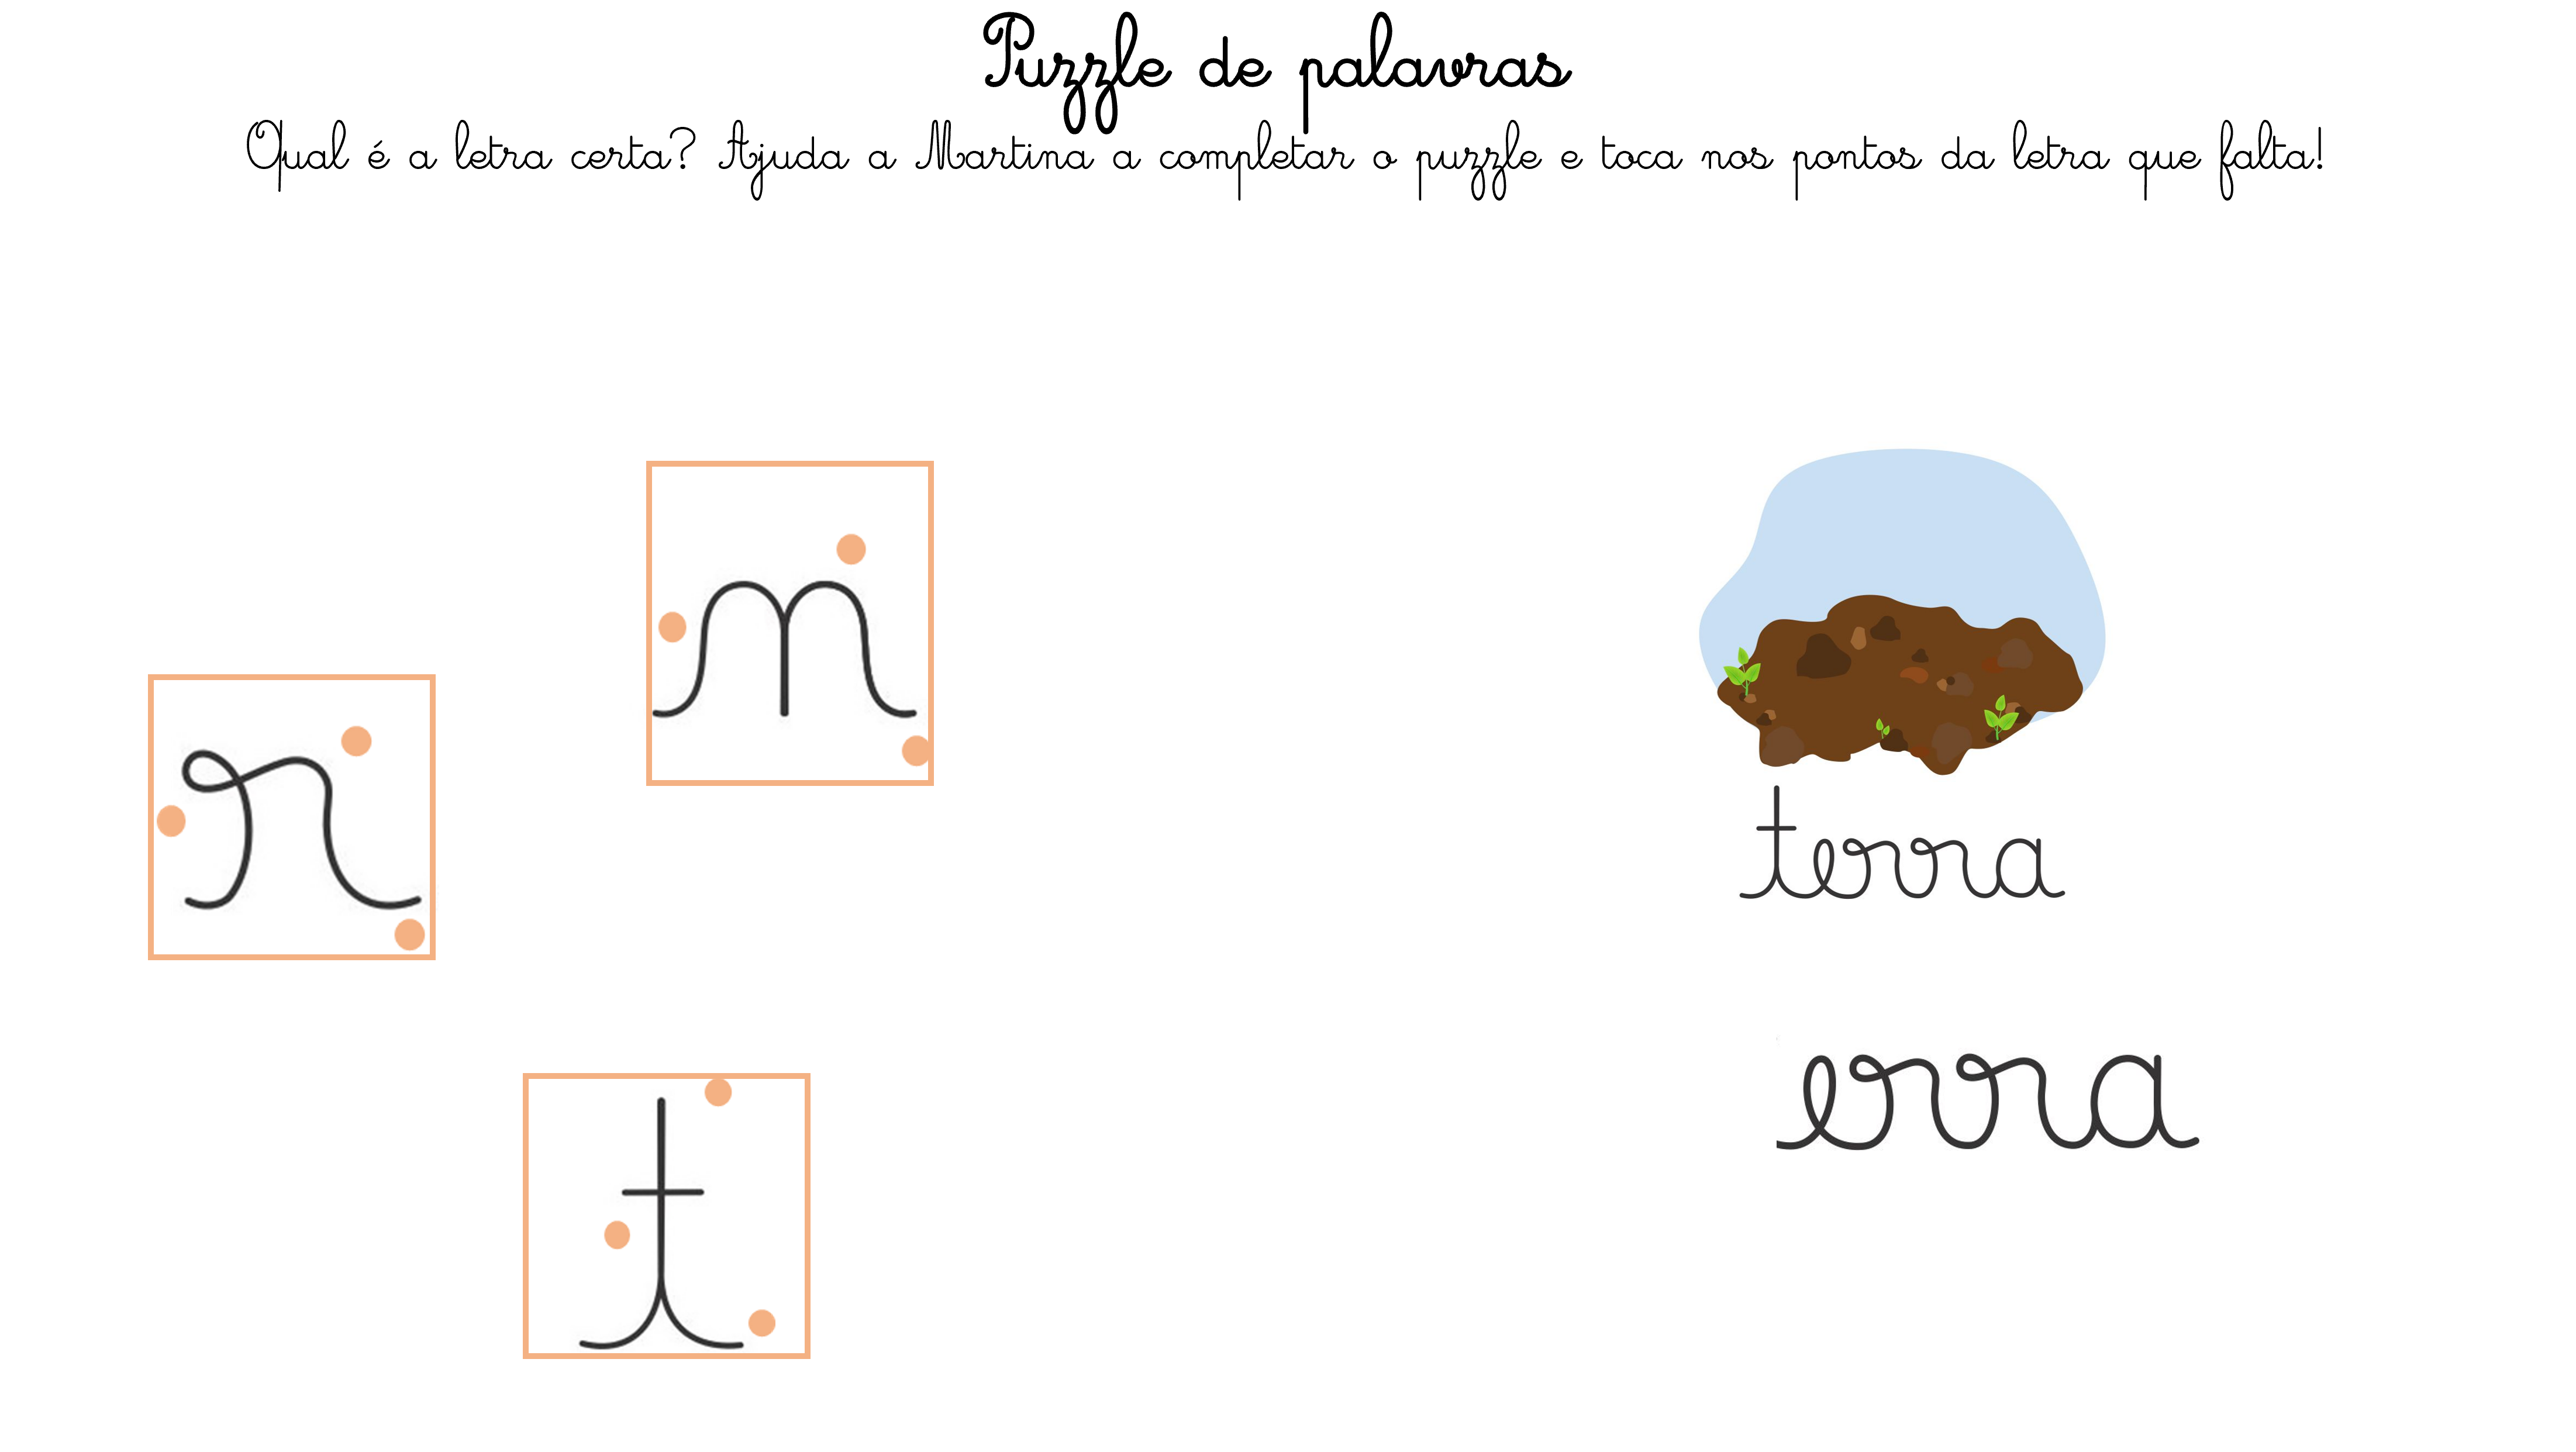 Puzzle de palavras
Qual é a letra certa? Ajuda a Martina a completar o puzzle e toca nos pontos da letra que falta!
m
r
terra
erra
t